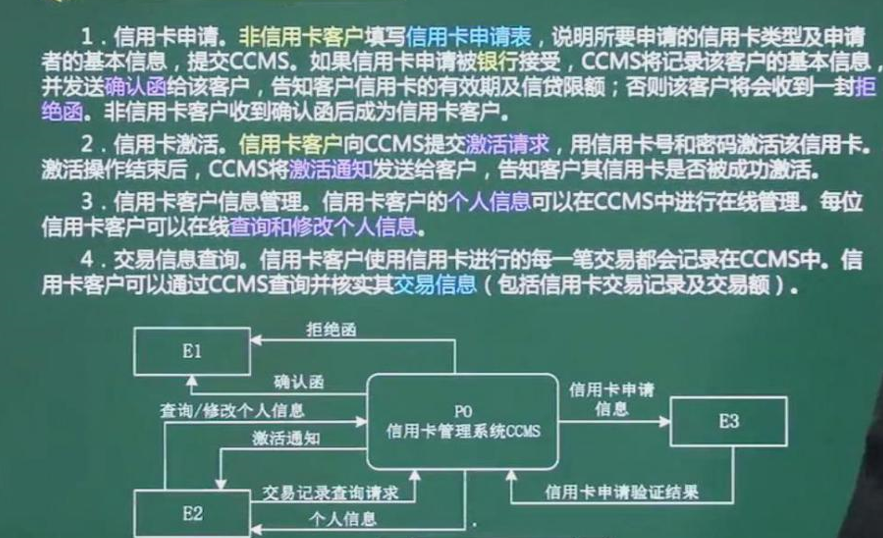 1．信用卡申请。非信用卡客户填写信用卡申请表，说明所要申请的信用卡类型及申请
者的基本信息，提交CCMS。如果信用卡申请被银行接受，CCMS将记录该客户的基本信息，
并发送确认函给该客户，告知客户信用卡的有效期及信贷限额；否则该客户将会收到一封拒
绝函。非信用卡客户收到确认函后成为信用卡客户。
2．信用卡激活。信用卡客户向CCMS提交激活请求，用信用卡号和密码激活该信用卡。
激活操作结束后，CCMS将激活通知发送给客户，告知客户其信用卡是否被成功激活。
3．信用卡客户信息管理。信用卡客户的个人信息可以在CCMS中进行在线管理。每位
信用卡客户可以在线查询和修改个人信息。
4．交易信息查询。信用卡客户使用信用卡进行的每一笔交易都会记录在CCMS中。信
用卡客户可以通过CCMS查询并核实其交易信息（包括信用卡交易记录及交易额）。
拒绝函
E1
确认函
信用卡申请
信息
查询/修改个人信息
P0
信用卡管理系统CCMS
E3
激活通知
交易记录查询请求
信用卡申请验证结果
E2
个人信息